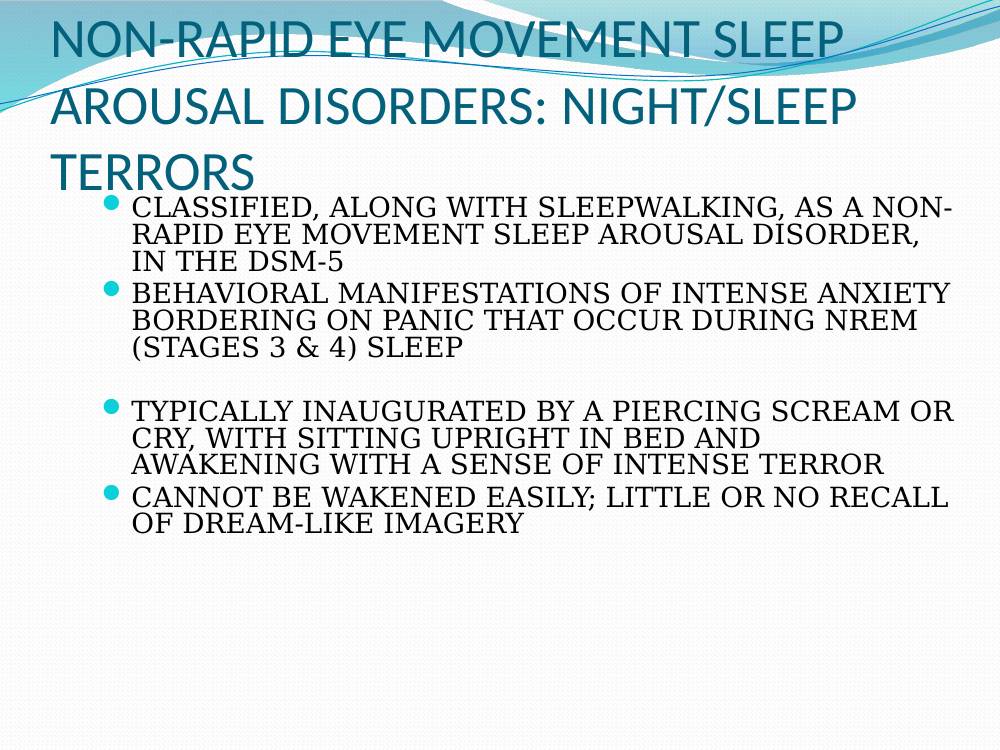 NON-RAPID EYE MOVEMENT SLEEP
AROUSAL DISORDERS: NIGHT/SLEEP
TERRORS
CLASSIFIED, ALONG WITH SLEEPWALKING, AS A NON-
RAPID EYE MOVEMENT SLEEP AROUSAL DISORDER,
IN THE DSM-5
BEHAVIORAL MANIFESTATIONS OF INTENSE ANXIETY
BORDERING ON PANIC THAT OCCUR DURING NREM
(STAGES 3 & 4) SLEEP
TYPICALLY INAUGURATED BY A PIERCING SCREAM OR
CRY, WITH SITTING UPRIGHT IN BED AND
AWAKENING WITH A SENSE OF INTENSE TERROR
CANNOT BE WAKENED EASILY; LITTLE OR NO RECALL
OF DREAM-LIKE IMAGERY